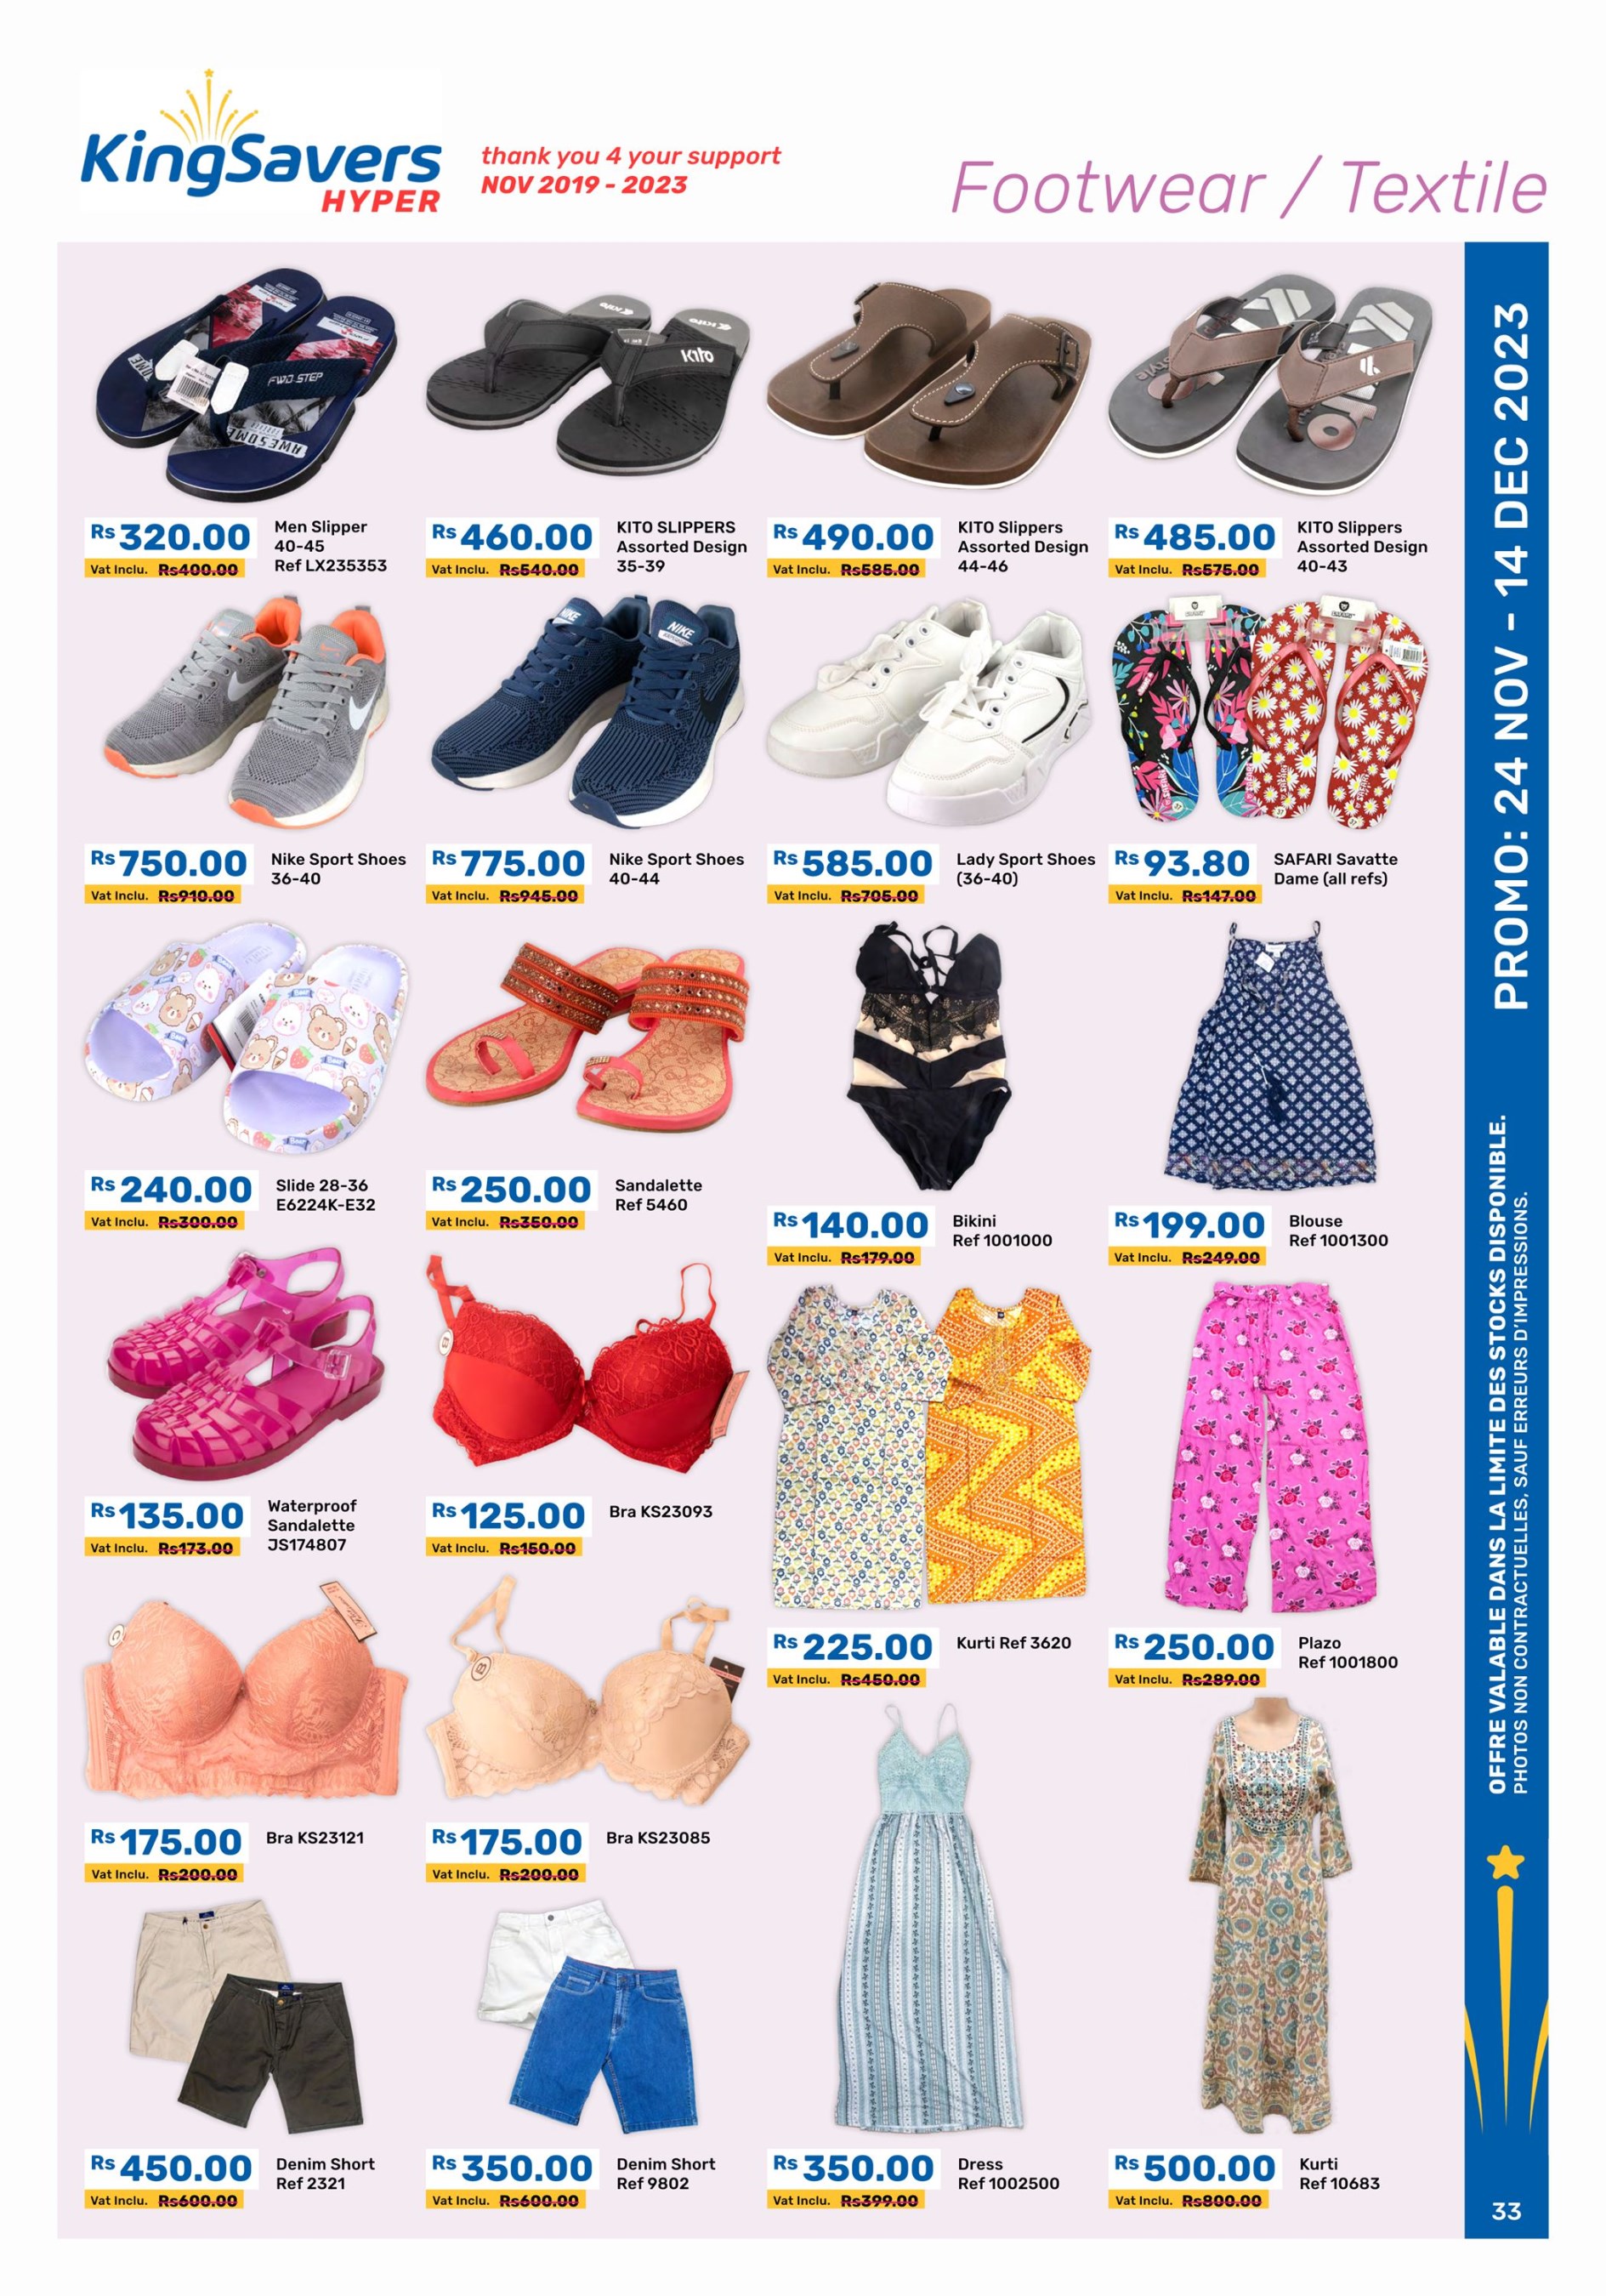 KingSavers
HYPER
thank you 4 your support
NOV 2019 - 2023
Footwear / Textile
FWD STEP
AWESOME
Kito
Kito
Kito
Rs 320.00
Vat Inclu. Rs400.00
Men Slipper
40-45
Ref LX235353
Rs 460.00
Vat Inclu. Rs540.00
KITO SLIPPERS
Assorted Design
35-39
Rs 490.00
Vat Inclu. Rs585.00
KITO Slippers
Assorted Design
44-46
Rs 485.00
Vat Inclu. Rs575.00
KITO Slippers
Assorted Design
40-43
NIKE
NIKE
Rs 750.00
Vat Inclu. Rs910.00
Nike Sport Shoes
36-40
Rs 775.00
Vat Inclu. Rs945.00
Nike Sport Shoes
40-44
Rs 585.00
Vat Inclu. Rs705.00
Lady Sport Shoes
(36-40)
Rs 93.80
Vat Inclu. Rs147.00
SAFARI Savatte
Dame (all refs)
Rs 240.00
Vat Inclu. Rs300.00
Slide 28-36
E6224K-E32
Rs 250.00
Vat Inclu. Rs350.00
Sandalette
Ref 5460
Rs 140.00
Vat Inclu. Rs179.00
Bikini
Ref 1001000
Rs 199.00
Vat Inclu. Rs249.00
Blouse
Ref 1001300
Rs 135.00
Vat Inclu. Rs173.00
Waterproof
Sandalette
JS174807
Rs 125.00
Vat Inclu. Rs150.00
Bra KS23093
Rs 225.00
Vat Inclu. Rs450.00
Kurti Ref 3620
Rs 250.00
Vat Inclu. Rs289.00
Plazo
Ref 1001800
B
Rs 175.00
Vat Inclu. Rs200.00
Bra KS23121
Rs 175.00
Vat Inclu. Rs200.00
Bra KS23085
Rs 450.00
Vat Inclu. Rs600.00
Denim Short
Ref 2321
Rs 350.00
Vat Inclu. Rs600.00
Denim Short
Ref 9802
Rs 350.00
Vat Inclu. Rs399.00
Dress
Ref 1002500
Rs 500.00
Vat Inclu. Rs800.00
Kurti
Ref 10683
PROMO: 24 NOV - 14 DEC 2023
OFFRE VALABLE DANS LA LIMITE DES STOCKS DISPONIBLE.
PHOTOS NON CONTRACTUELLES, SAUF ERREURS D'IMPRESSIONS.
33